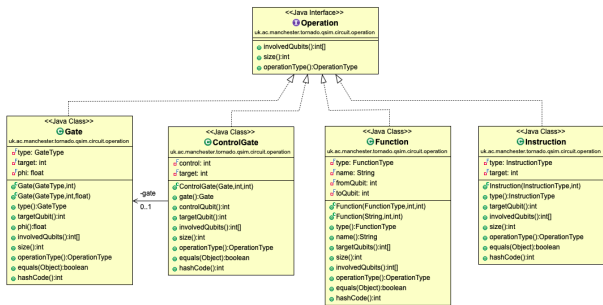 <<Java Interface>>
Operation
uk.ac.manchester.tornado.qsim.circuit.operation
involvedQubits():int[]
size():int
operationType():OperationType
<<Java Class>>
Gate
uk.ac.manchester.tornado.qsim.circuit.operation
type: GateType
target: int
phi: float
Gate(GateType,int)
Gate(GateType,int,float)
type():GateType
targetQubit():int
phi():float
involvedQubits():int[]
size():int
operationType():OperationType
equals(Object):boolean
hashCode():int
-gate
0..1
<<Java Class>>
ControlGate
uk.ac.manchester.tornado.qsim.circuit.operation
control: int
target: int
ControlGate(Gate,int,int)
gate():Gate
controlQubit():int
targetQubit():int
involvedQubits():int[]
size():int
operationType():OperationType
equals(Object):boolean
hashCode():int
<<Java Class>>
Function
uk.ac.manchester.tornado.qsim.circuit.operation
type: FunctionType
name: String
fromQubit: int
toQubit: int
Function(FunctionType,int,int)
Function(String,int,int)
type():FunctionType
name():String
targetQubits():int[]
size():int
involvedQubits():int[]
operationType():OperationType
equals(Object):boolean
hashCode():int
<<Java Class>>
Instruction
uk.ac.manchester.tornado.qsim.circuit.operation
type: InstructionType
target: int
Instruction(InstructionType,int)
type():InstructionType
targetQubit():int
involvedQubits():int[]
size():int
operationType():OperationType
equals(Object):boolean
hashCode():int